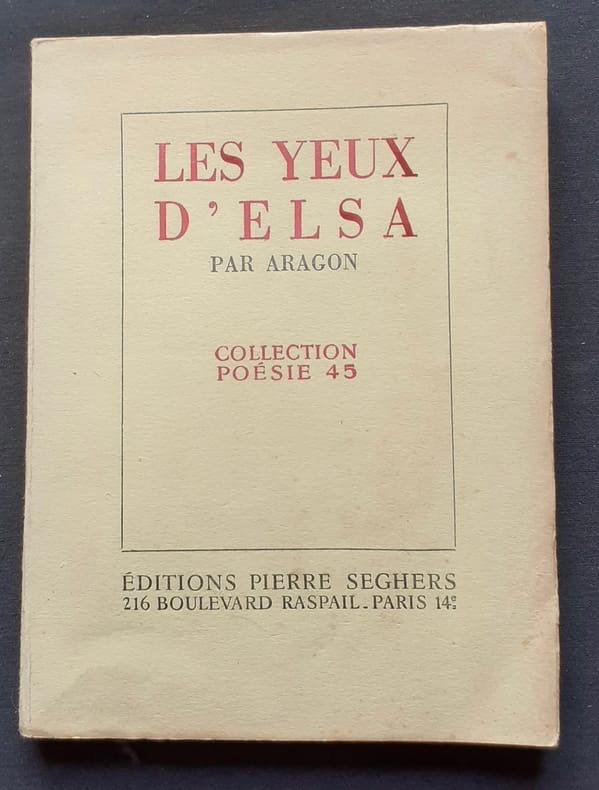 LES YEUX
D'ELSA
PAR ARAGON
COLLECTION
POÉSIE 45
ÉDITIONS PIERRE SEGHERS
216 BOULEVARD RASPAIL - PARIS 14e